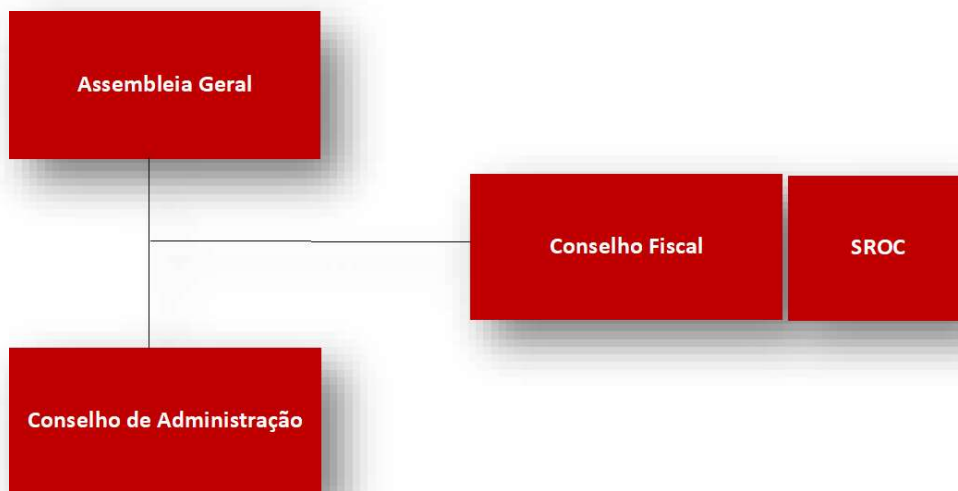 Assembleia Geral
Conselho Fiscal
SROC
Conselho de Administração